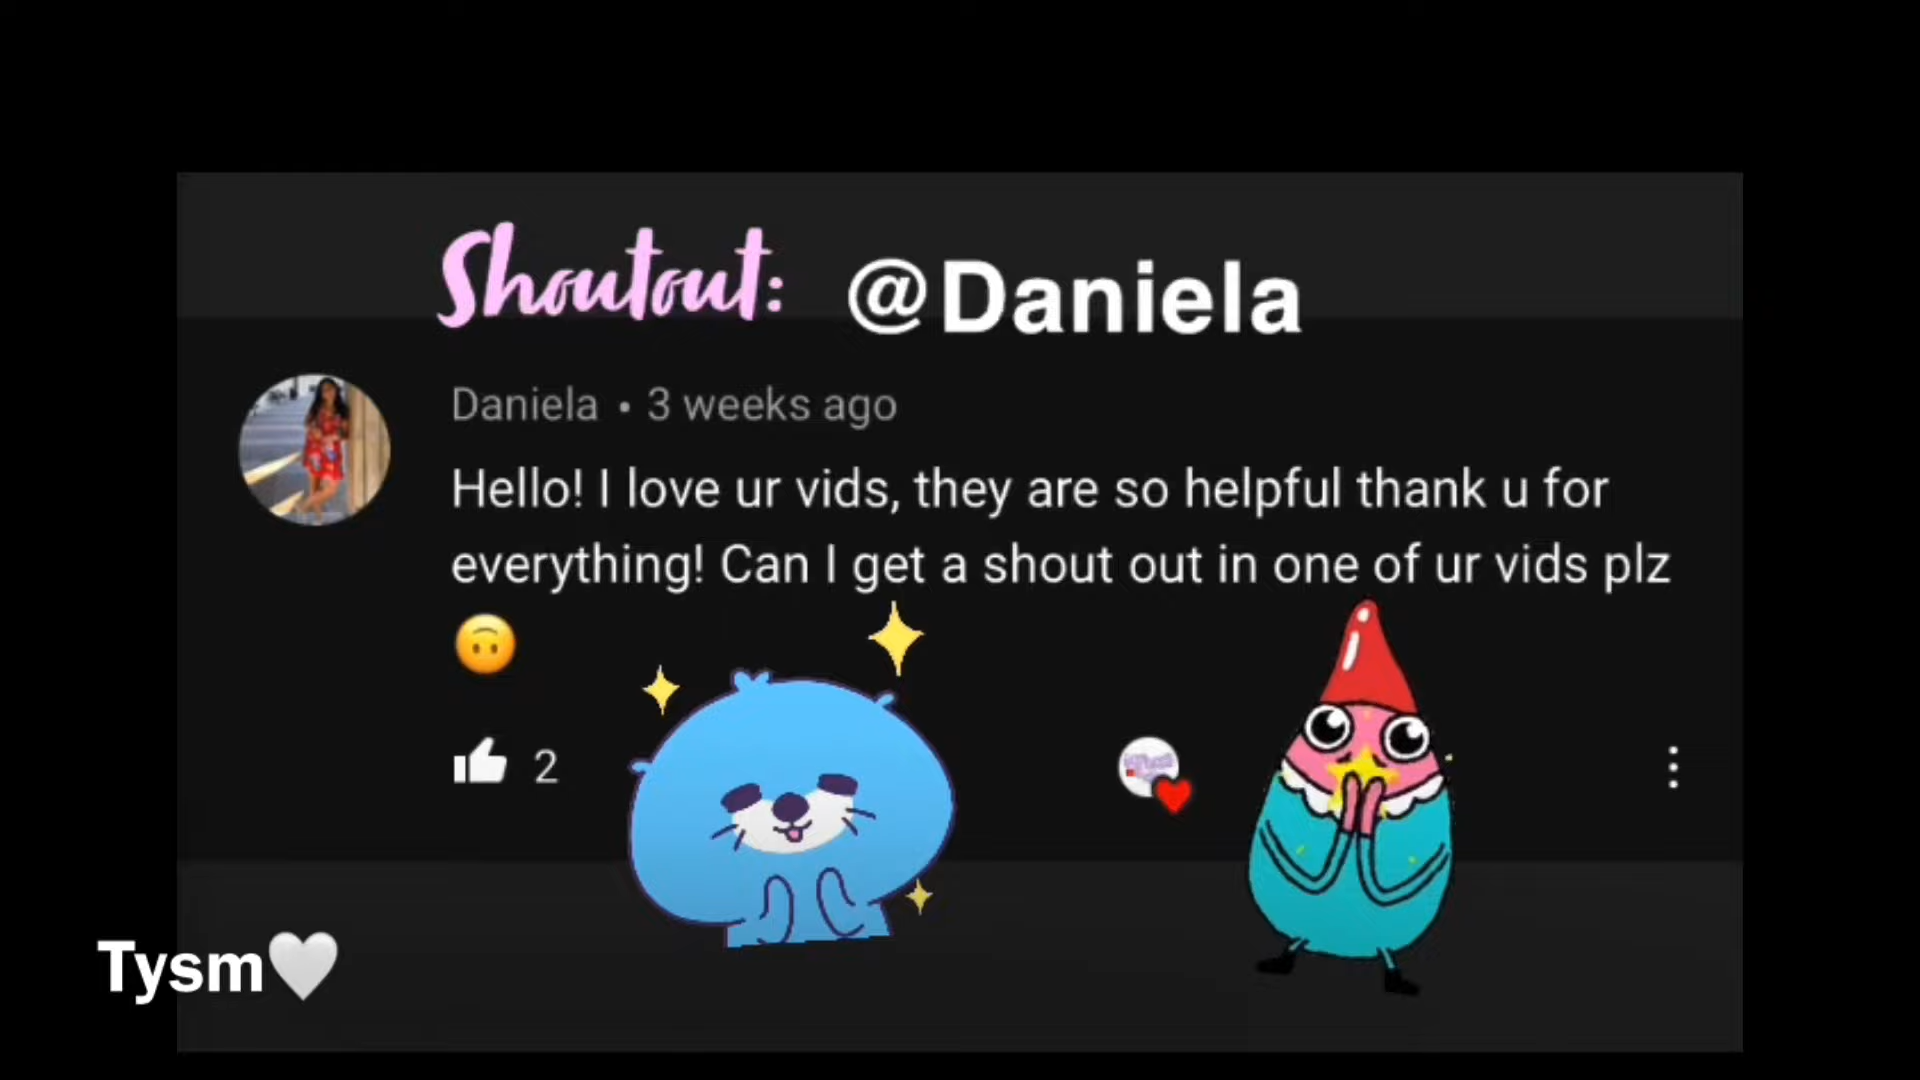 Shoutout: @Daniela
Daniela • 3 weeks ago
Hello! I love ur vids, they are so helpful thank u for
everything! Can I get a shout out in one of ur vids plz
🙃
2
Tysm🤍